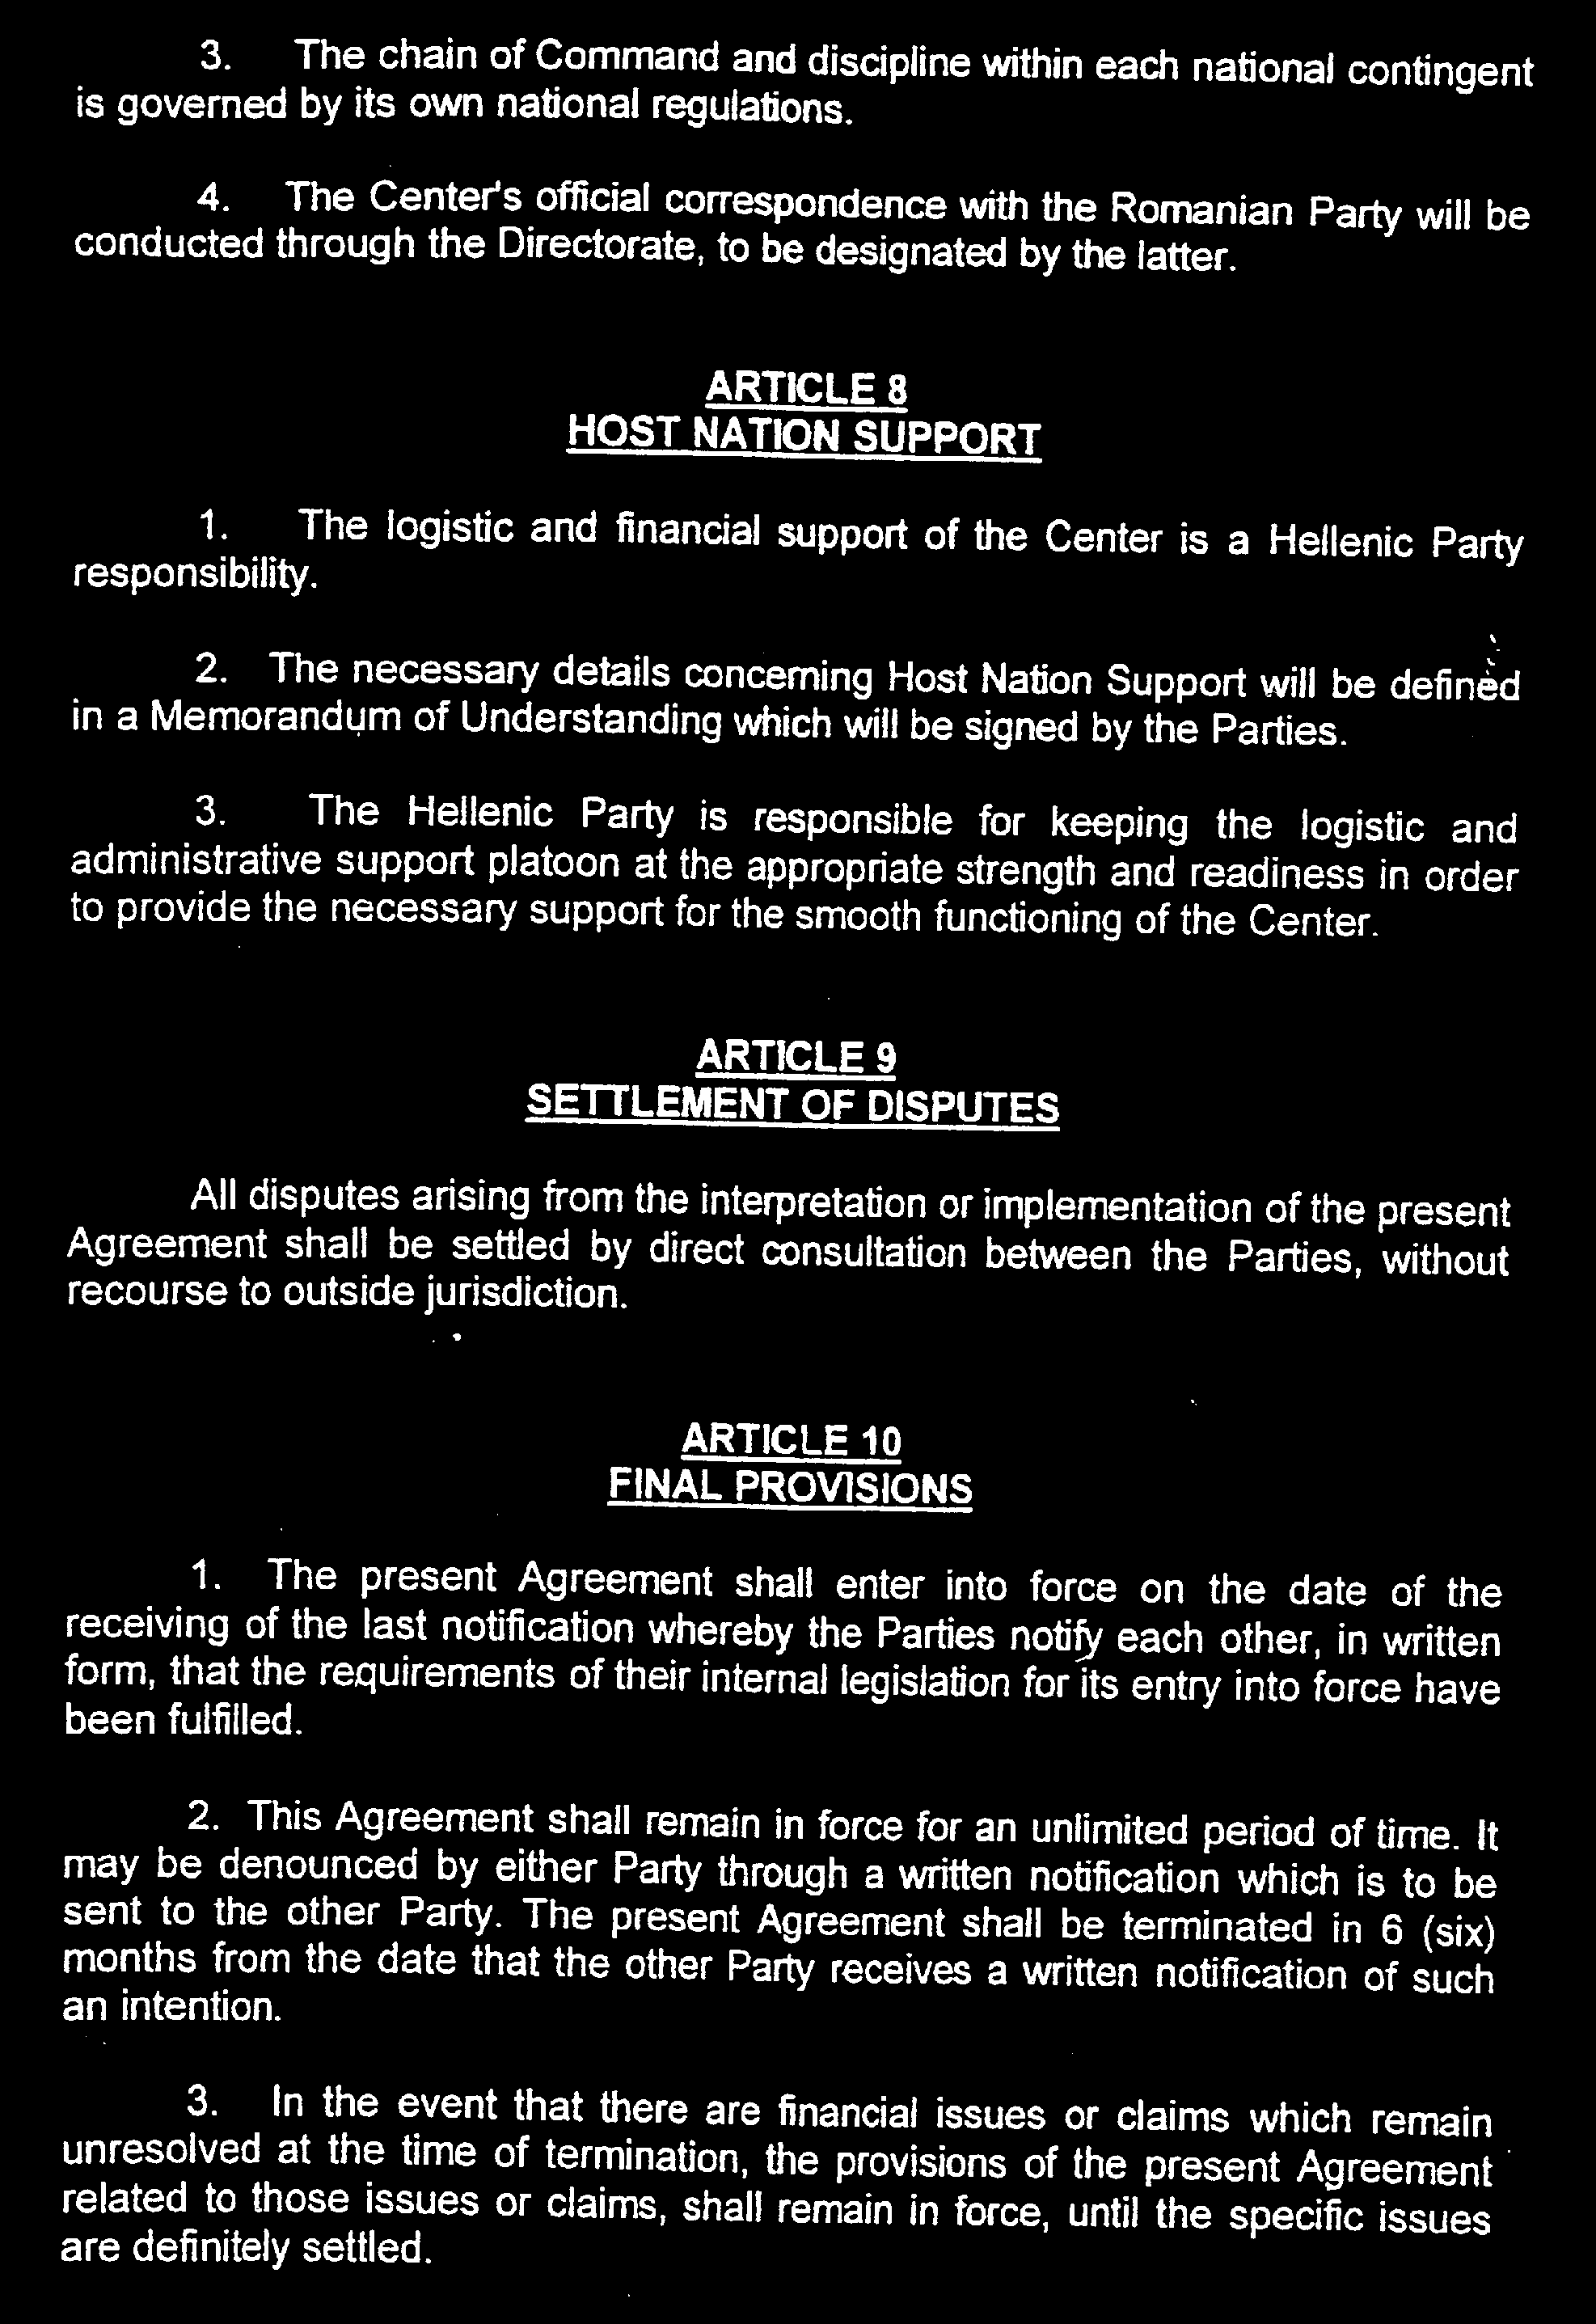 3. The chain of Command and discipline within each national contingent
is governed by its own national regulations.
4. The Center's official correspondence with the Romanian Party will be
conducted through the Directorate, to be designated by the latter.
ARTICLE 8
HOST NATION SUPPORT
1. The logistic and financial support of the Center is a Hellenic Party
responsibility.
2. The necessary details concerning Host Nation Support will be defined
in a Memorandum of Understanding which will be signed by the Parties.
3. The Hellenic Party is responsible for keeping the logistic and
administrative support platoon at the appropriate strength and readiness in order
to provide the necessary support for the smooth functioning of the Center.
ARTICLE 9
SETTLEMENT OF DISPUTES
All disputes arising from the interpretation or implementation of the present
Agreement shall be settled by direct consultation between the Parties, without
recourse to outside jurisdiction.
ARTICLE 10
FINAL PROVISIONS
1. The present Agreement shall enter into force on the date of the
receiving of the last notification whereby the Parties notify each other, in written
form, that the requirements of their internal legislation for its entry into force have
been fulfilled.
2. This Agreement shall remain in force for an unlimited period of time. It
may be denounced by either Party through a written notification which is to be
sent to the other Party. The present Agreement shall be terminated in 6 (six)
months from the date that the other Party receives a written notification of such
an intention.
3. In the event that there are financial issues or claims which remain
unresolved at the time of termination, the provisions of the present Agreement
related to those issues or claims, shall remain in force, until the specific issues
are definitely settled.